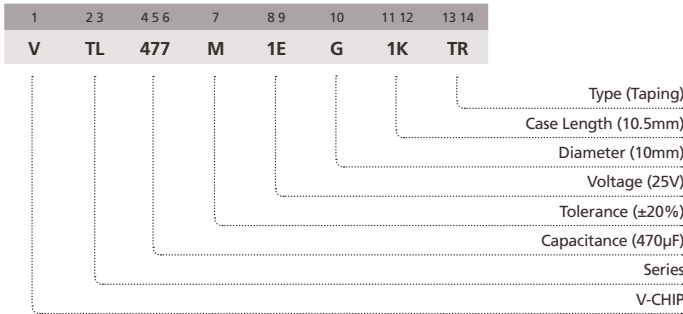 1 2 3 4 5 6 7 8 9 10 11 12 13 14
V TL 477 M 1E G 1K TR
Type (Taping)
Case Length (10.5mm)
Diameter (10mm)
Voltage (25V)
Tolerance (±20%)
Capacitance (470µF)
Series
V-CHIP